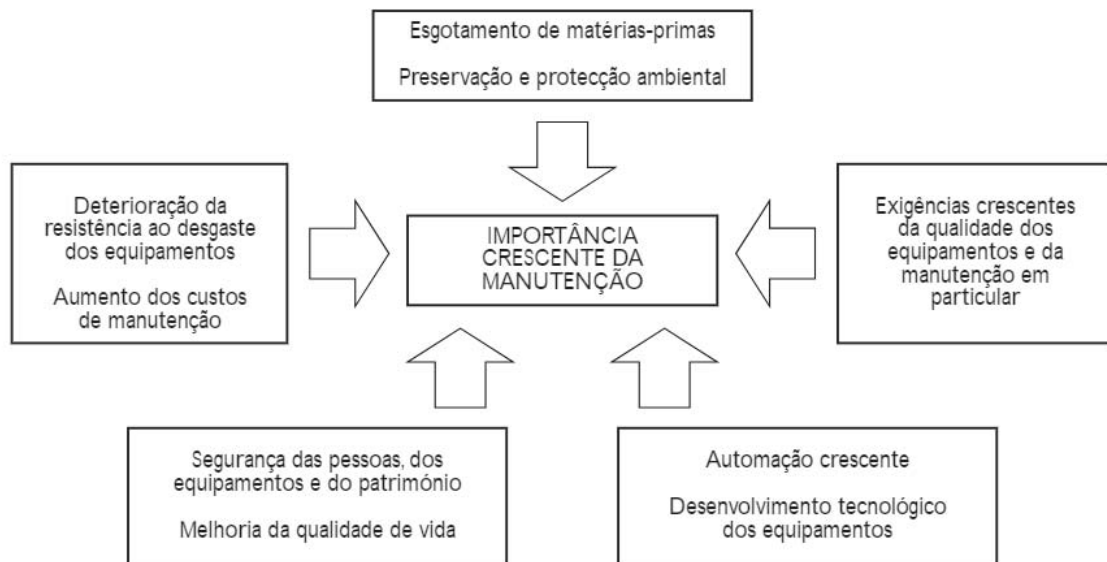 Esgotamento de matérias-primas
Preservação e protecção ambiental
Deterioração da
resistência ao desgaste
dos equipamentos
Aumento dos custos
de manutenção
IMPORTÂNCIA
CRESCENTE DA
MANUTENÇÃO
Exigências crescentes
da qualidade dos
equipamentos e da
manutenção em
particular
Segurança das pessoas, dos
equipamentos e do património
Melhoria da qualidade de vida
Automação crescente
Desenvolvimento tecnológico
dos equipamentos